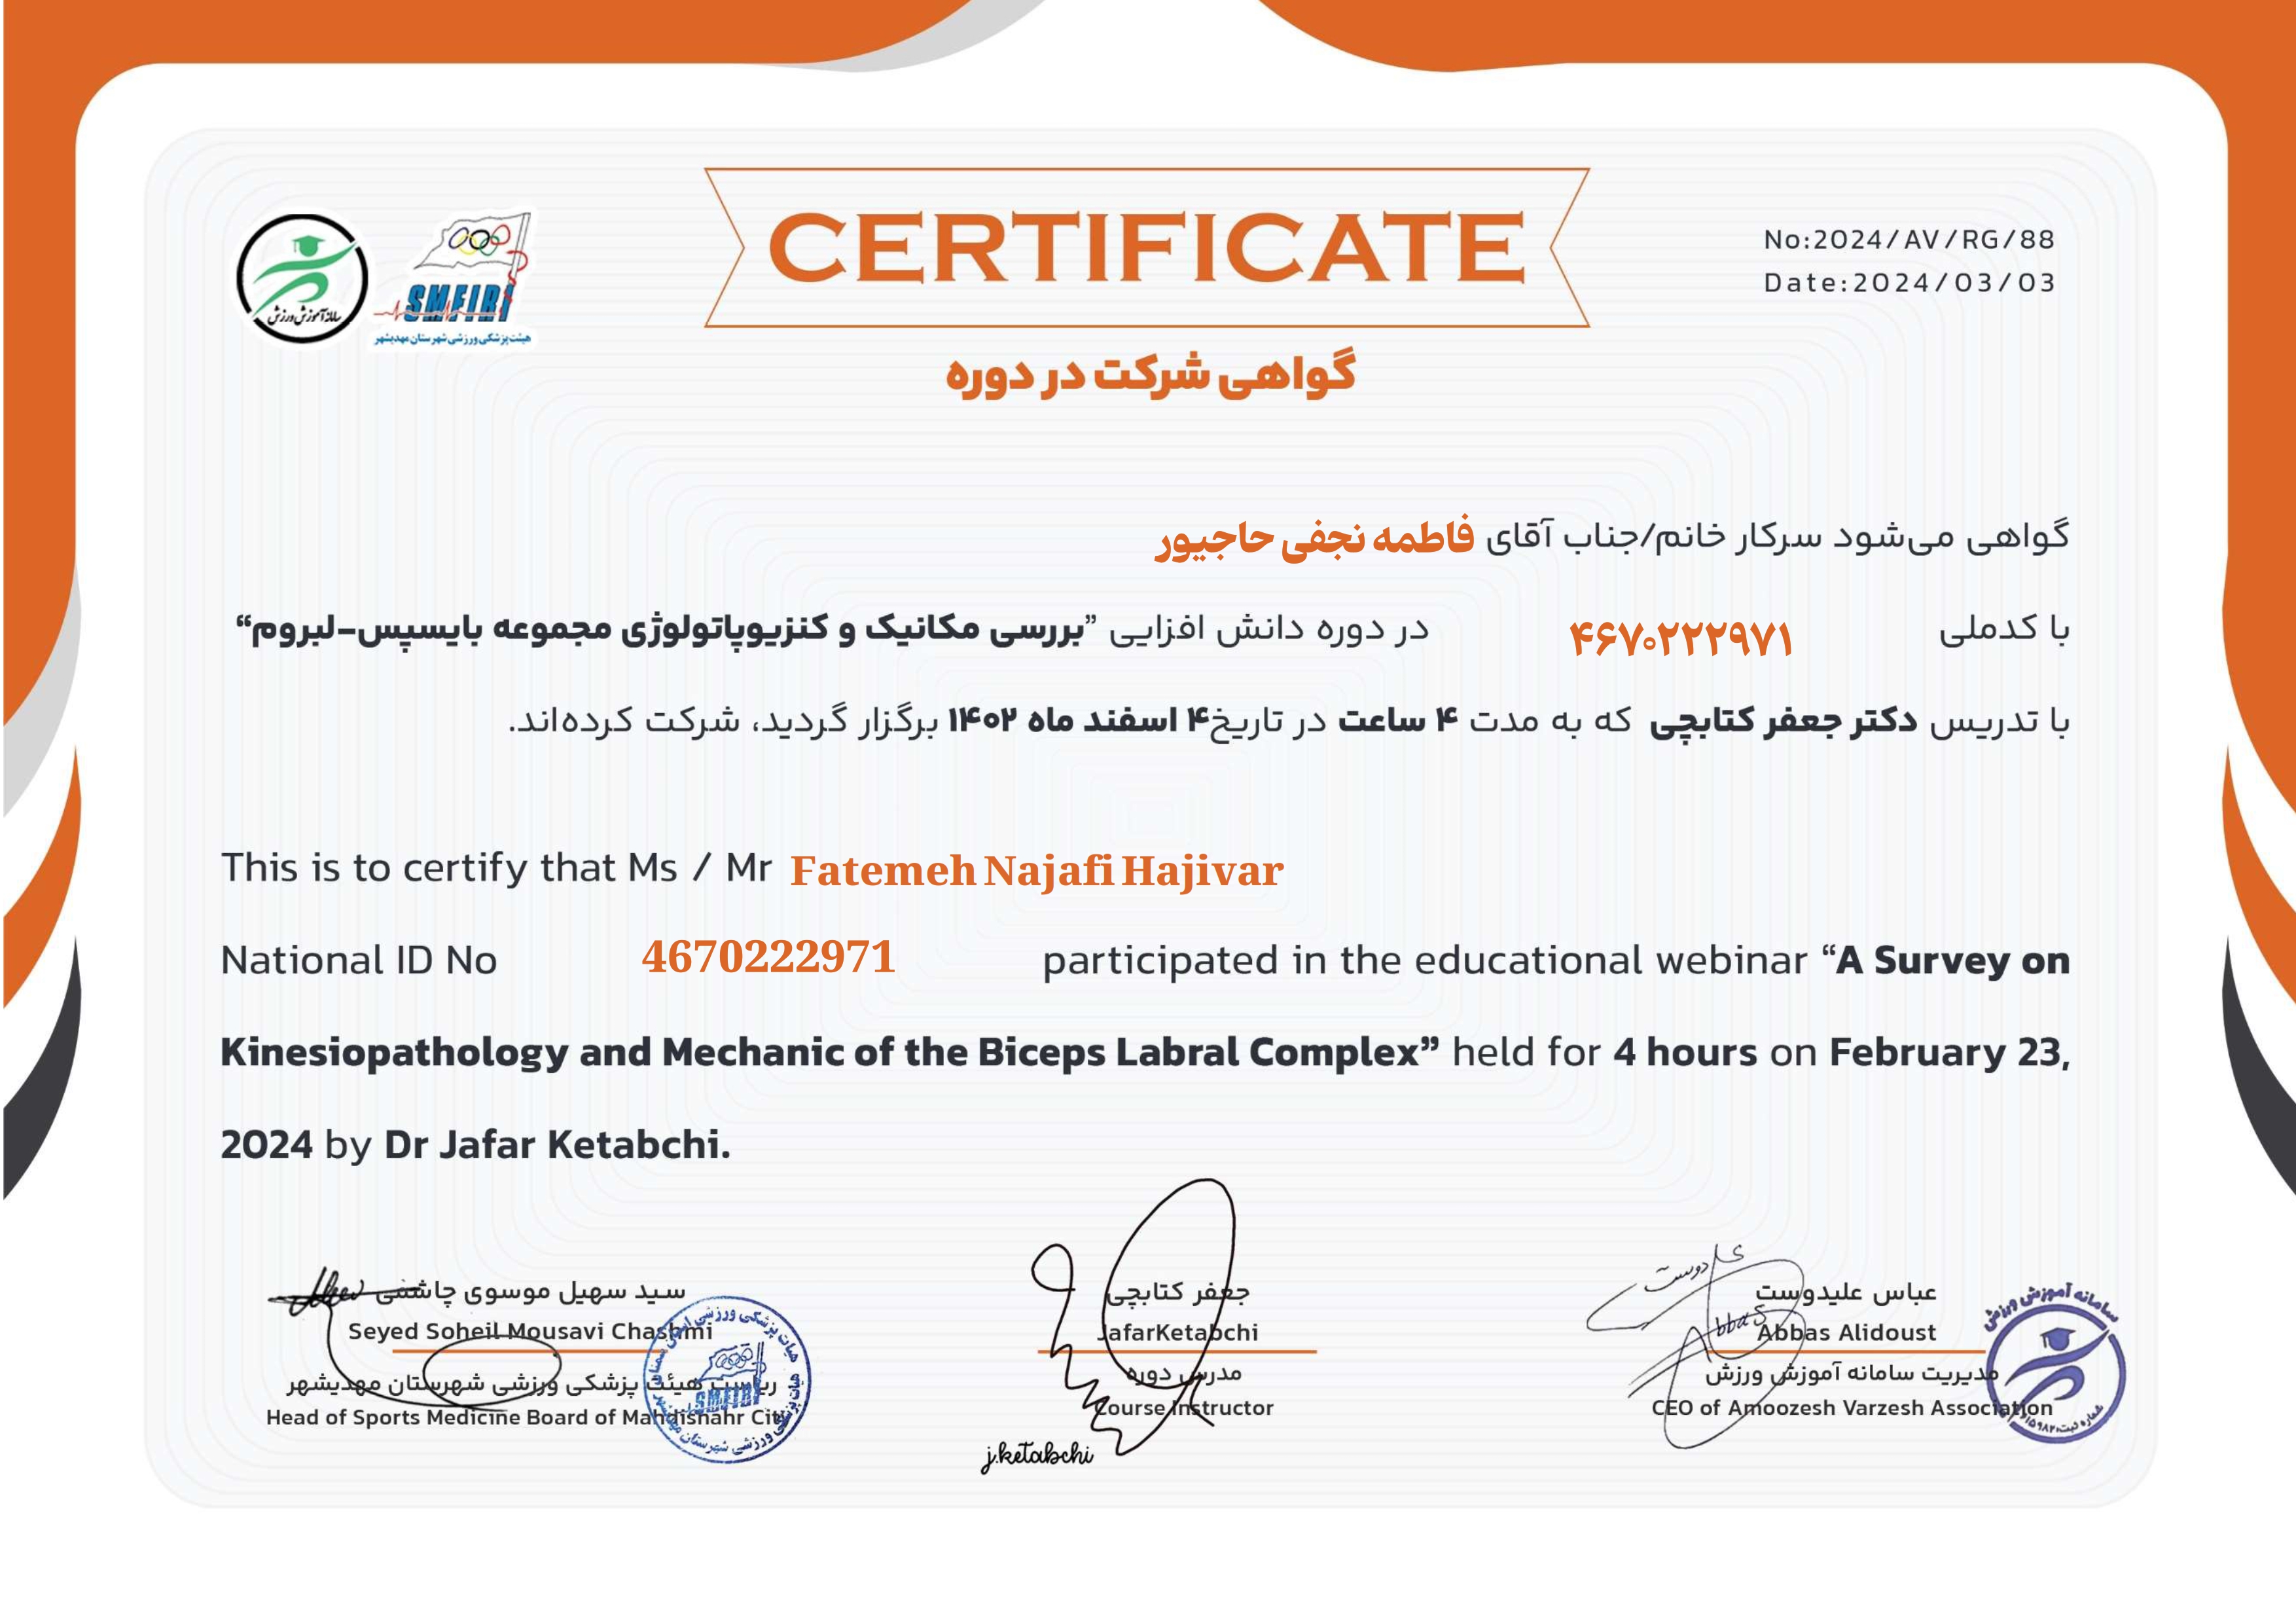 CERTIFICATE
No:2024/AV/RG/88
Date:2024/03/03
سامانه آموزش ورزش
SMFIRI
هیئت پزشکی ورزشی شهرستان مهدیشهر
گواهی شرکت در دوره
گواهی می‌شود سرکار خانم/جناب آقای فاطمه نجفی حاجیور
با کدملی ۴۶۷۰۲۲۲۹۷۱ در دوره دانش افزایی ”بررسی مکانیک و کنزیوپاتولوژی مجموعه بایسپس-لبروم“
با تدریس دکتر جعفر کتابچی که به مدت ۴ ساعت در تاریخ۴ اسفند ماه ۱۴۰۲ برگزار گردید، شرکت کرده‌اند.
This is to certify that Ms / Mr Fatemeh Najafi Hajivar
National ID No 4670222971 participated in the educational webinar “A Survey on
Kinesiopathology and Mechanic of the Biceps Labral Complex” held for 4 hours on February 23,
2024 by Dr Jafar Ketabchi.
سید سهیل موسوی چاشمی
Seyed Soheil Mousavi Chashmi
ریاست هیئت پزشکی ورزشی شهرستان مهدیشهر
Head of Sports Medicine Board of Mahdishahr City
جعفر کتابچی
JafarKetabchi
مدرس دوره
Course Instructor
j.ketabchi
عباس علیدوست
Abbas Alidoust
مدیریت سامانه آموزش ورزش
CEO of Amoozesh Varzesh Association
سامانه آموزش ورزش
SMFIRI